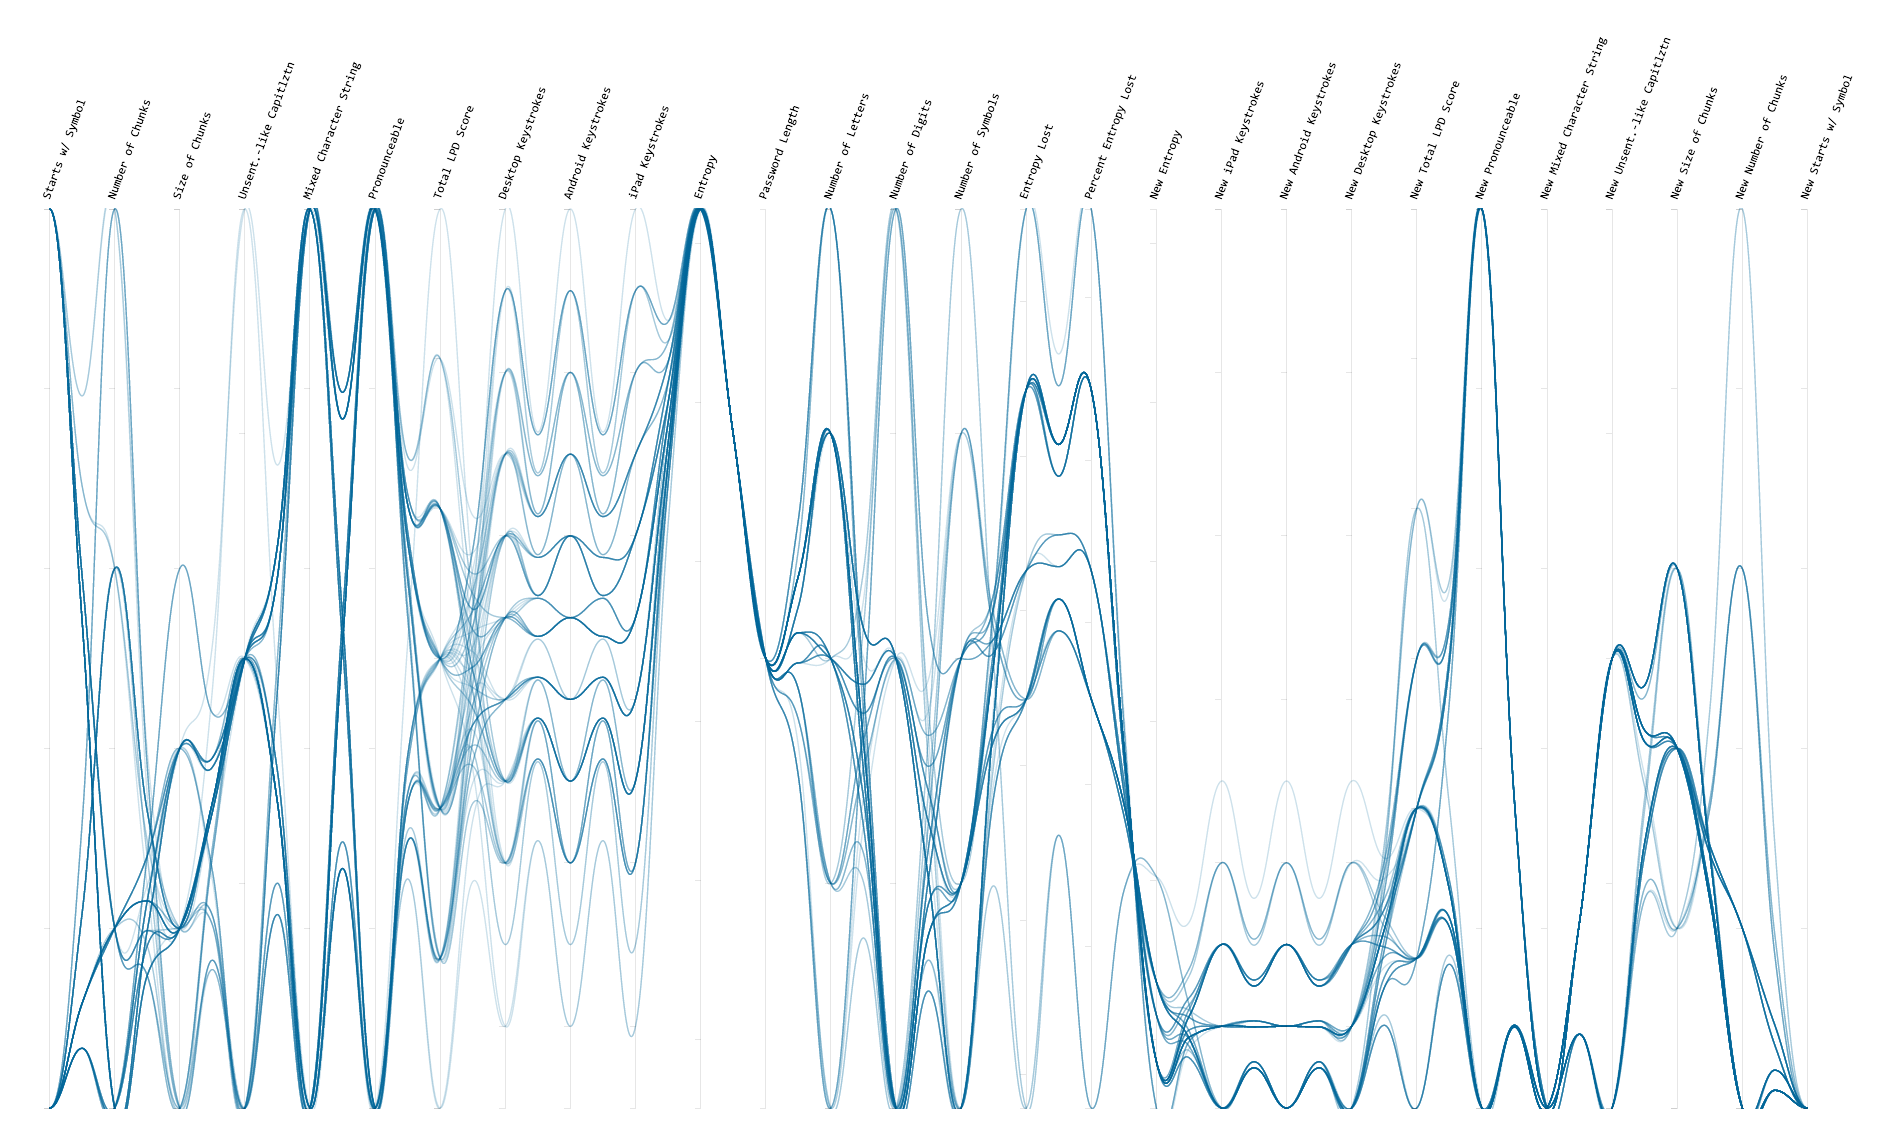 Starts w/ Symbol
Number of Chunks
Size of Chunks
Unsent.-like Capitlztn
Mixed Character String
Pronounceable
Total LPD Score
Desktop Keystrokes
Android Keystrokes
iPad Keystrokes
Entropy
Password Length
Number of Letters
Number of Digits
Number of Symbols
Entropy Lost
Percent Entropy Lost
New Entropy
New iPad Keystrokes
New Android Keystrokes
New Desktop Keystrokes
New Total LPD Score
New Pronounceable
New Mixed Character String
New Unsent.-like Capitlztn
New Size of Chunks
New Number of Chunks
New Starts w/ Symbol